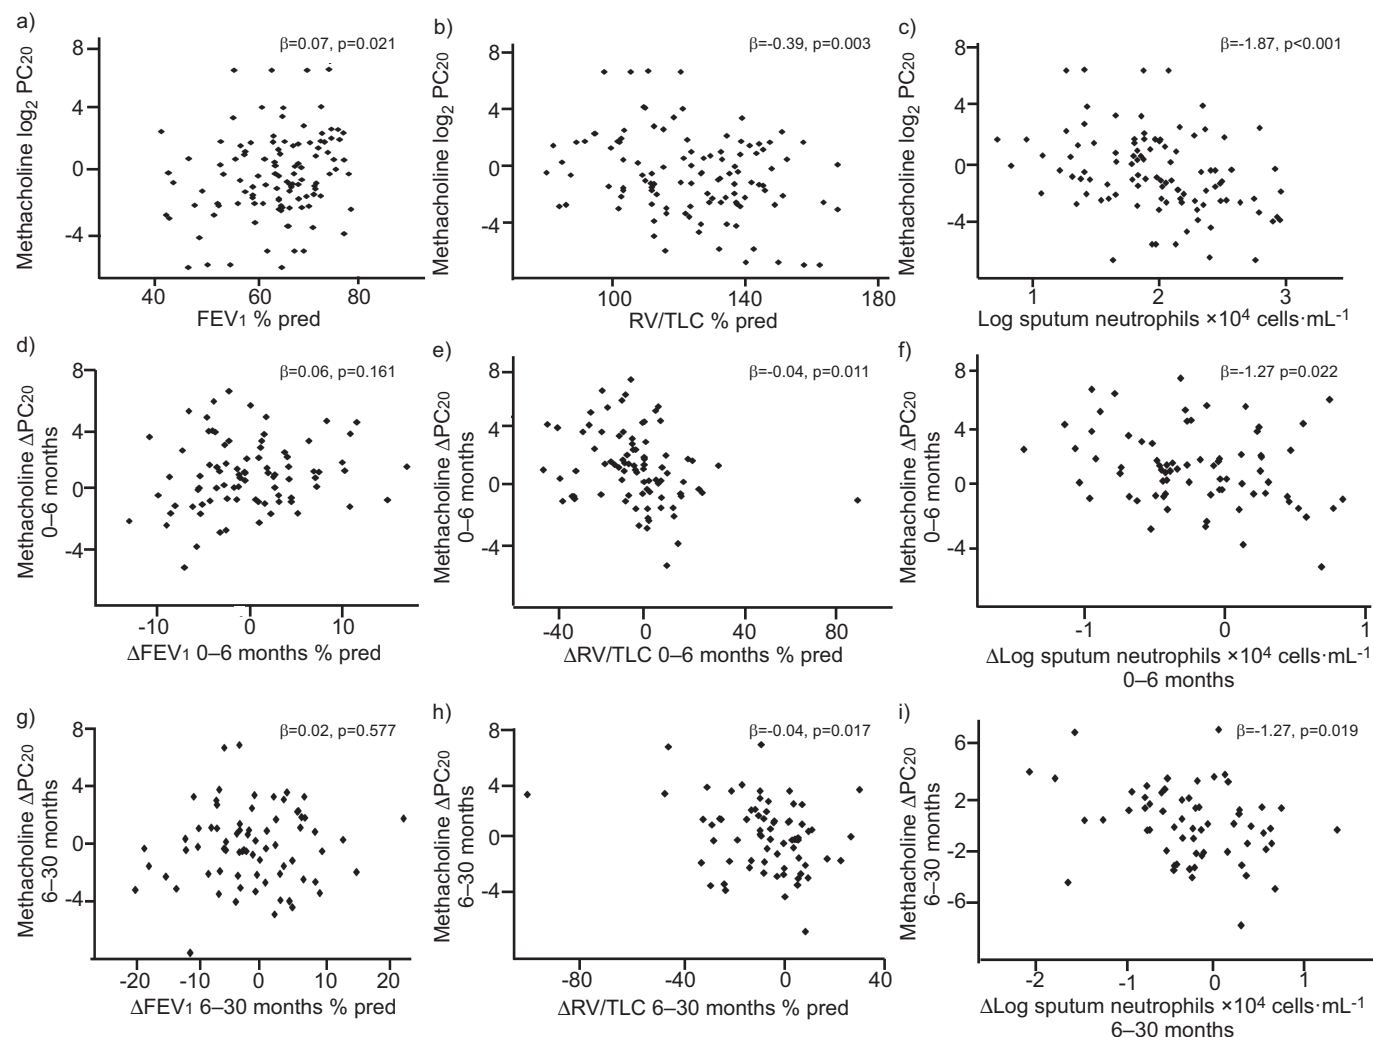 a)
Methacholine log2 PC20
8
4
0
-4
β=0.07, p=0.021
40 60 80
FEV1 % pred
b)
Methacholine log2 PC20
8
4
0
-4
β=-0.39, p=0.003
100 140 180
RV/TLC % pred
c)
Methacholine log2 PC20
8
4
0
-4
β=-1.87, p<0.001
1 2 3
Log sputum neutrophils ×10⁴ cells·mL⁻¹
d)
Methacholine ΔPC20
0–6 months
8
4
0
-4
β=0.06, p=0.161
-10 0 10
ΔFEV1 0–6 months % pred
e)
Methacholine ΔPC20
0–6 months
8
4
0
-4
β=-0.04, p=0.011
-40 0 40 80
ΔRV/TLC 0–6 months % pred
f)
Methacholine ΔPC20
0–6 months
8
4
0
-4
β=-1.27 p=0.022
-1 0 1
ΔLog sputum neutrophils ×10⁴ cells·mL⁻¹
0–6 months
g)
Methacholine ΔPC20
6–30 months
8
4
0
-4
β=0.02, p=0.577
-20 -10 0 10 20
ΔFEV1 6–30 months % pred
h)
Methacholine ΔPC20
6–30 months
8
4
0
-4
β=-0.04, p=0.017
-80 -40 0 40
ΔRV/TLC 6–30 months % pred
i)
Methacholine ΔPC20
6–30 months
6
2
-2
-6
β=-1.27, p=0.019
-2 -1 0 1
ΔLog sputum neutrophils ×10⁴ cells·mL⁻¹
6–30 months